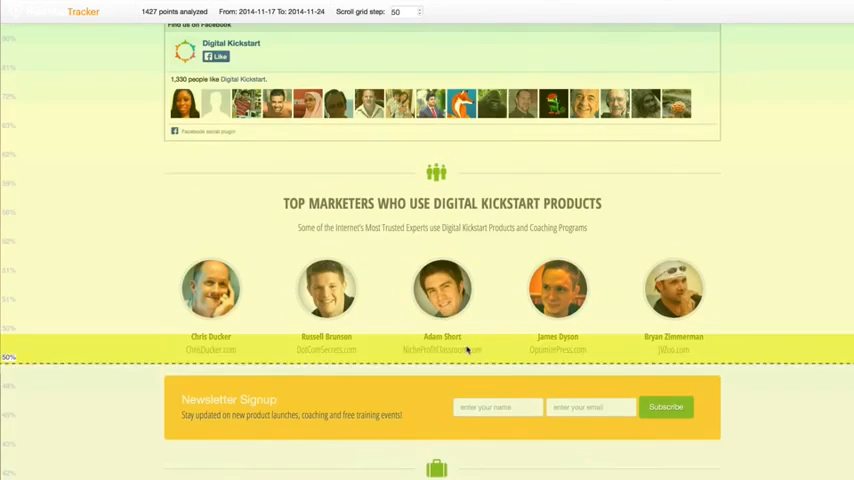 Tracker 1427 points analyzed From: 2014-11-17 To: 2014-11-24 Scroll grid step: 50
Find us on Facebook
Digital Kickstart
Like
1,330 people like Digital Kickstart.
Facebook social plugin
TOP MARKETERS WHO USE DIGITAL KICKSTART PRODUCTS
Some of the Internet's Most Trusted Experts use Digital Kickstart Products and Coaching Programs
Chris Ducker Russell Brunson Adam Short James Dyson Bryan Zimmerman
ChrisDucker.com DotComSecrets.com OptimizePress.com JVZoo.com
50%
Newsletter Signup
Stay updated on new product launches, coaching and free training events!
enter your name enter your email Subscribe